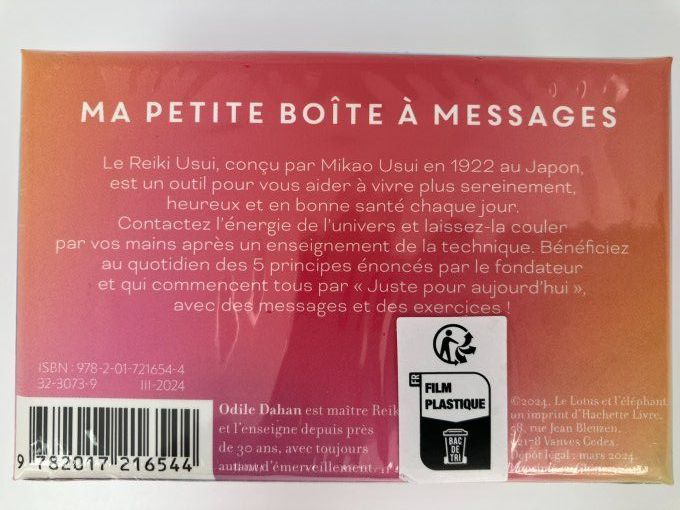 MA PETITE BOÎTE À MESSAGES
Le Reiki Usui, conçu par Mikao Usui en 1922 au Japon,
est un outil pour vous aider à vivre plus sereinement,
heureux et en bonne santé chaque jour.
Contactez l'énergie de l'univers et laissez-la couler
par vos mains après un enseignement de la technique. Bénéficiez
au quotidien des 5 principes énoncés par le fondateur
et qui commencent tous par « Juste pour aujourd'hui »,
avec des messages et des exercices !
ISBN : 978-2-01-721654-4
32-3073-9 III-2024
9 782017 216544
Odile Dahan est maître Reik
et l'enseigne depuis près
de 30 ans, avec toujours
autant d'émerveillement.
FR
FILM
PLASTIQUE
BAC
DE TRI
©2024, Le Lotus et l'éléphant
un imprint d'Hachette Livre,
58, rue Jean Bleuzen,
92178 Vanves Cedex
Dépôt légal : mars 2024